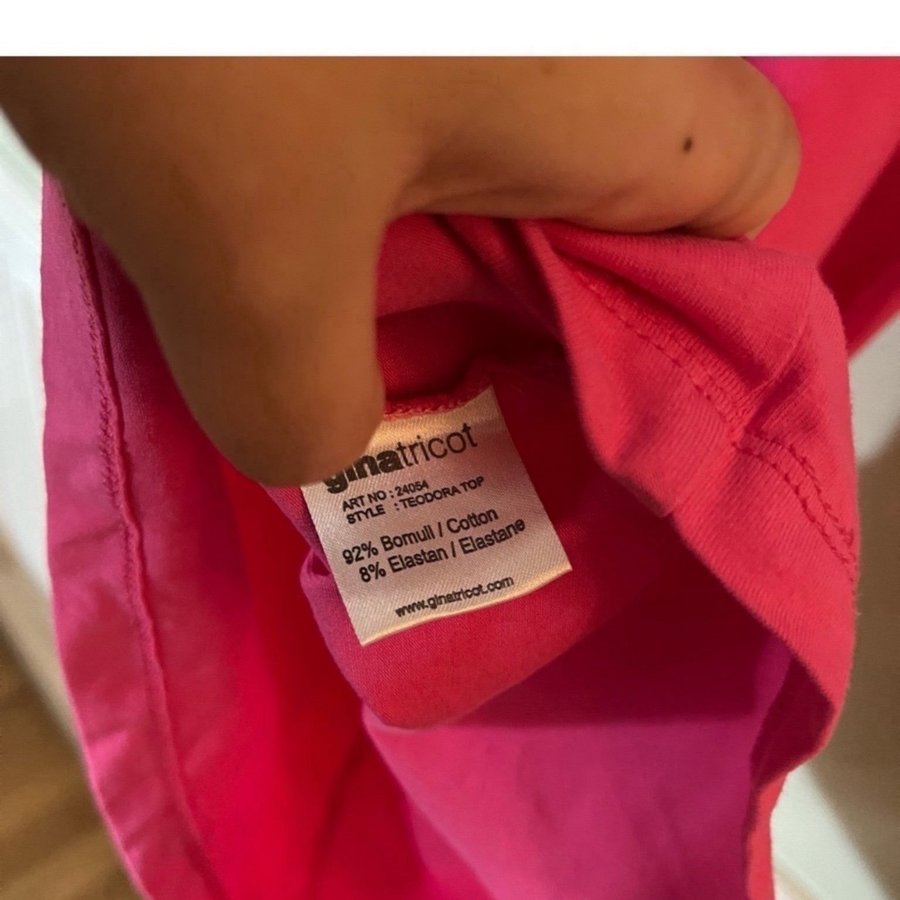 ginatricot
ART NO : 24054
STYLE : TEODORA TOP
92% Bomull / Cotton
8% Elastan / Elastane
www.ginatricot.com